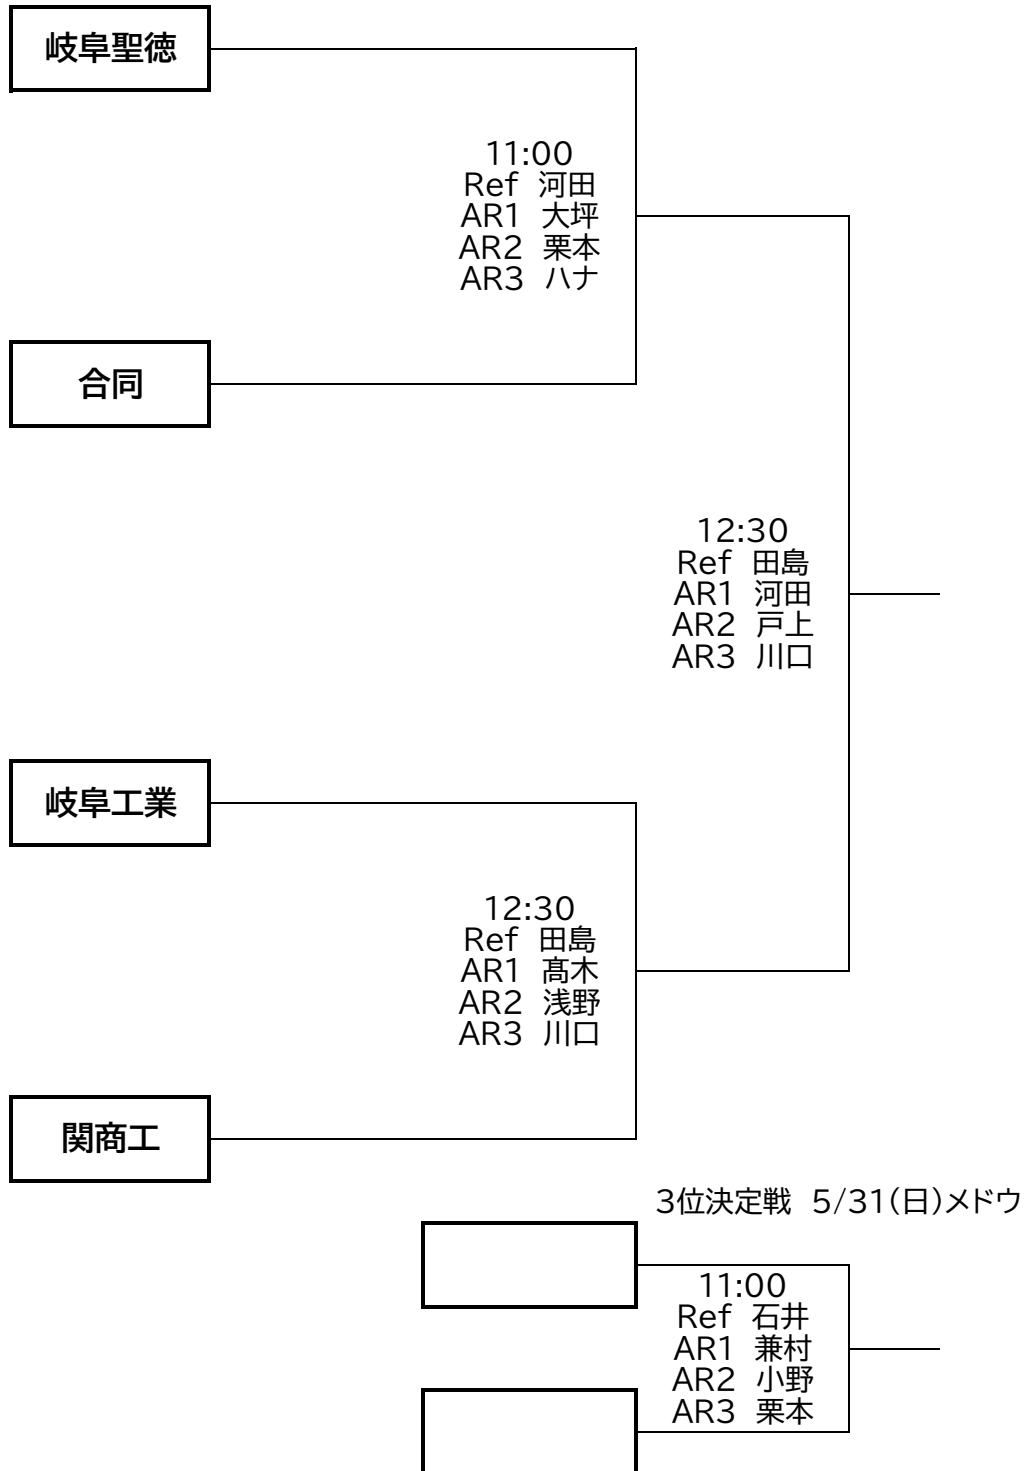 岐阜聖徳
11:00
Ref 河田
AR1 大坪
AR2 栗本
AR3 ハナ
合同
12:30
Ref 田島
AR1 河田
AR2 戸上
AR3 川口
岐阜工業
12:30
Ref 田島
AR1 髙木
AR2 浅野
AR3 川口
関商工
3位決定戦 5/31(日)メドウ
11:00
Ref 石井
AR1 兼村
AR2 小野
AR3 栗本